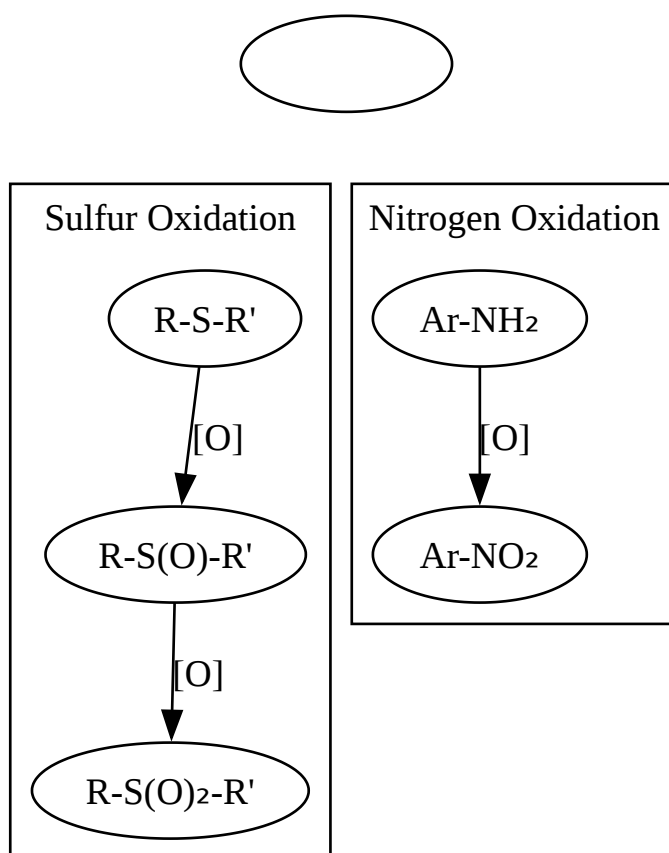 Sulfur Oxidation
R-S-R'
[O]
R-S(O)-R'
[O]
R-S(O)₂-R'
Nitrogen Oxidation
Ar-NH₂
[O]
Ar-NO₂